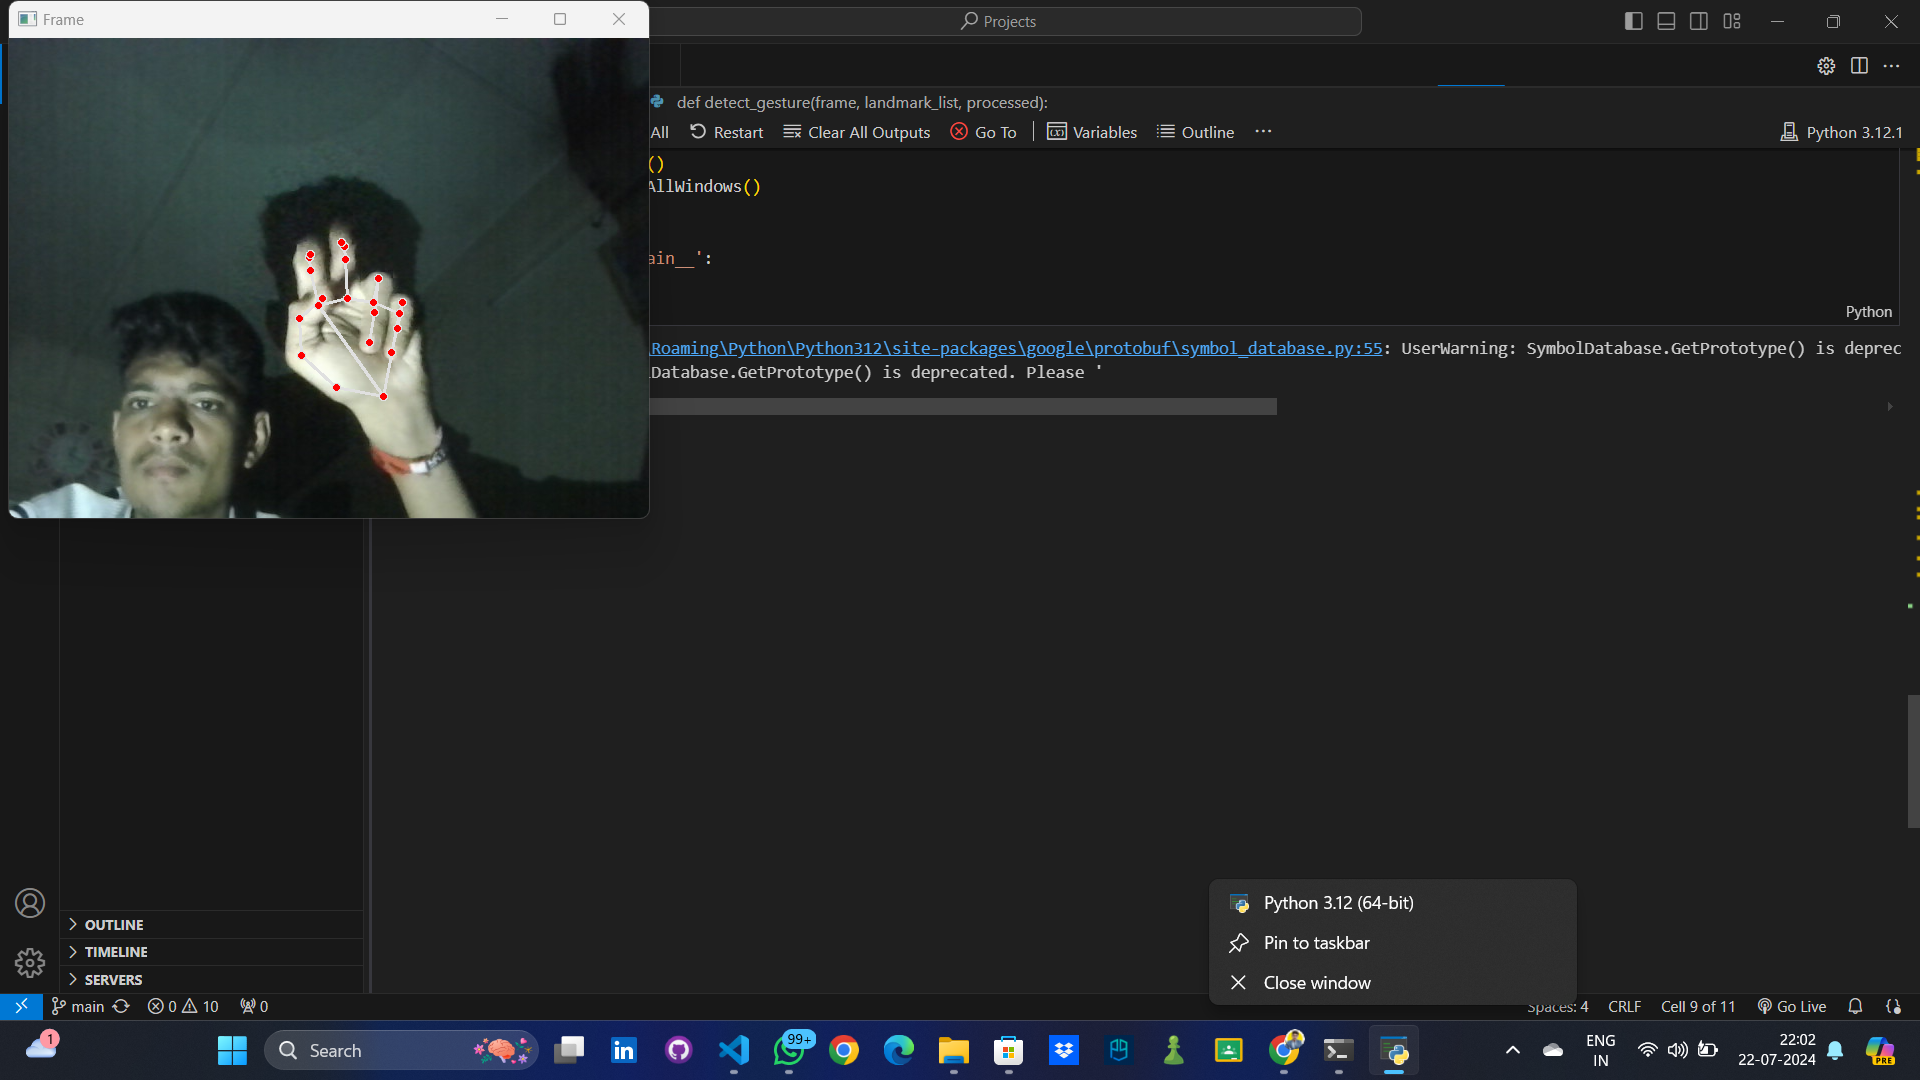 Frame
Projects
def detect_gesture(frame, landmark_list, processed):
All Restart Clear All Outputs Go To Variables Outline ... Python 3.12.1
()
AllWindows()
ain__':
Python
Roaming\Python\Python312\site-packages\google\protobuf\symbol_database.py:55: UserWarning: SymbolDatabase.GetPrototype() is deprec
Database.GetPrototype() is deprecated. Please '
OUTLINE
TIMELINE
SERVERS
Python 3.12 (64-bit)
Pin to taskbar
Close window
main 0 10 0 Spaces: 4 CRLF Cell 9 of 11 Go Live
1 Search 99+ ENG IN 22:02 22-07-2024 PRE